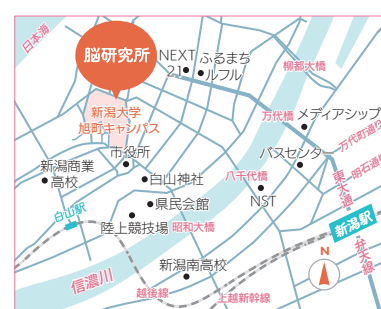 日本海
脳研究所
NEXT
21
ふるまち
ルフル
柳都大橋
新潟大学
旭町キャンパス
万代橋
メディアシップ
万代町通り
市役所
バスセンター
明石通
新潟商業
高校
白山神社
八千代橋
東大通
県民会館
NST
白山駅
陸上競技場
昭和大橋
新潟駅
弁天線
信濃川
新潟南高校
N
越後線
上越新幹線